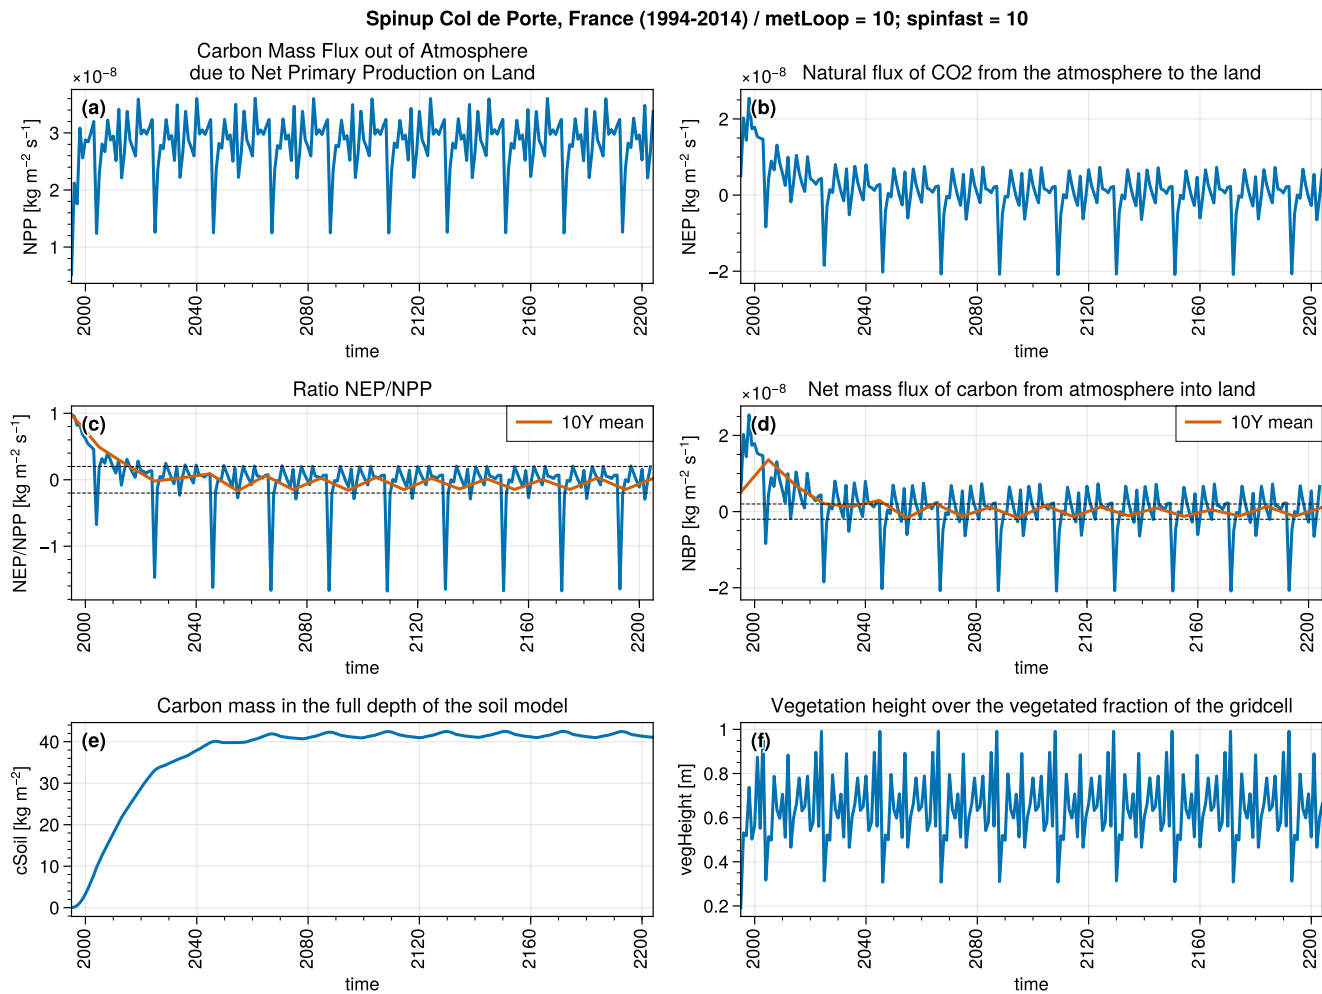 Spinup Col de Porte, France (1994-2014) / metLoop = 10; spinfast = 10
Carbon Mass Flux out of Atmosphere
due to Net Primary Production on Land
×10⁻⁸
(a)
3
2
1
NPP [kg m⁻² s⁻¹]
2000
2040
2080
2120
2160
2200
time
Natural flux of CO2 from the atmosphere to the land
×10⁻⁸
(b)
2
0
−2
NEP [kg m⁻² s⁻¹]
2000
2040
2080
2120
2160
2200
time
Ratio NEP/NPP
(c)
10Y mean
1
0
−1
NEP/NPP [kg m⁻² s⁻¹]
2000
2040
2080
2120
2160
2200
time
Net mass flux of carbon from atmosphere into land
×10⁻⁸
(d)
10Y mean
2
0
−2
NBP [kg m⁻² s⁻¹]
2000
2040
2080
2120
2160
2200
time
Carbon mass in the full depth of the soil model
(e)
40
30
20
10
0
cSoil [kg m⁻²]
2000
2040
2080
2120
2160
2200
time
Vegetation height over the vegetated fraction of the gridcell
(f)
1
0.8
0.6
0.4
0.2
vegHeight [m]
2000
2040
2080
2120
2160
2200
time